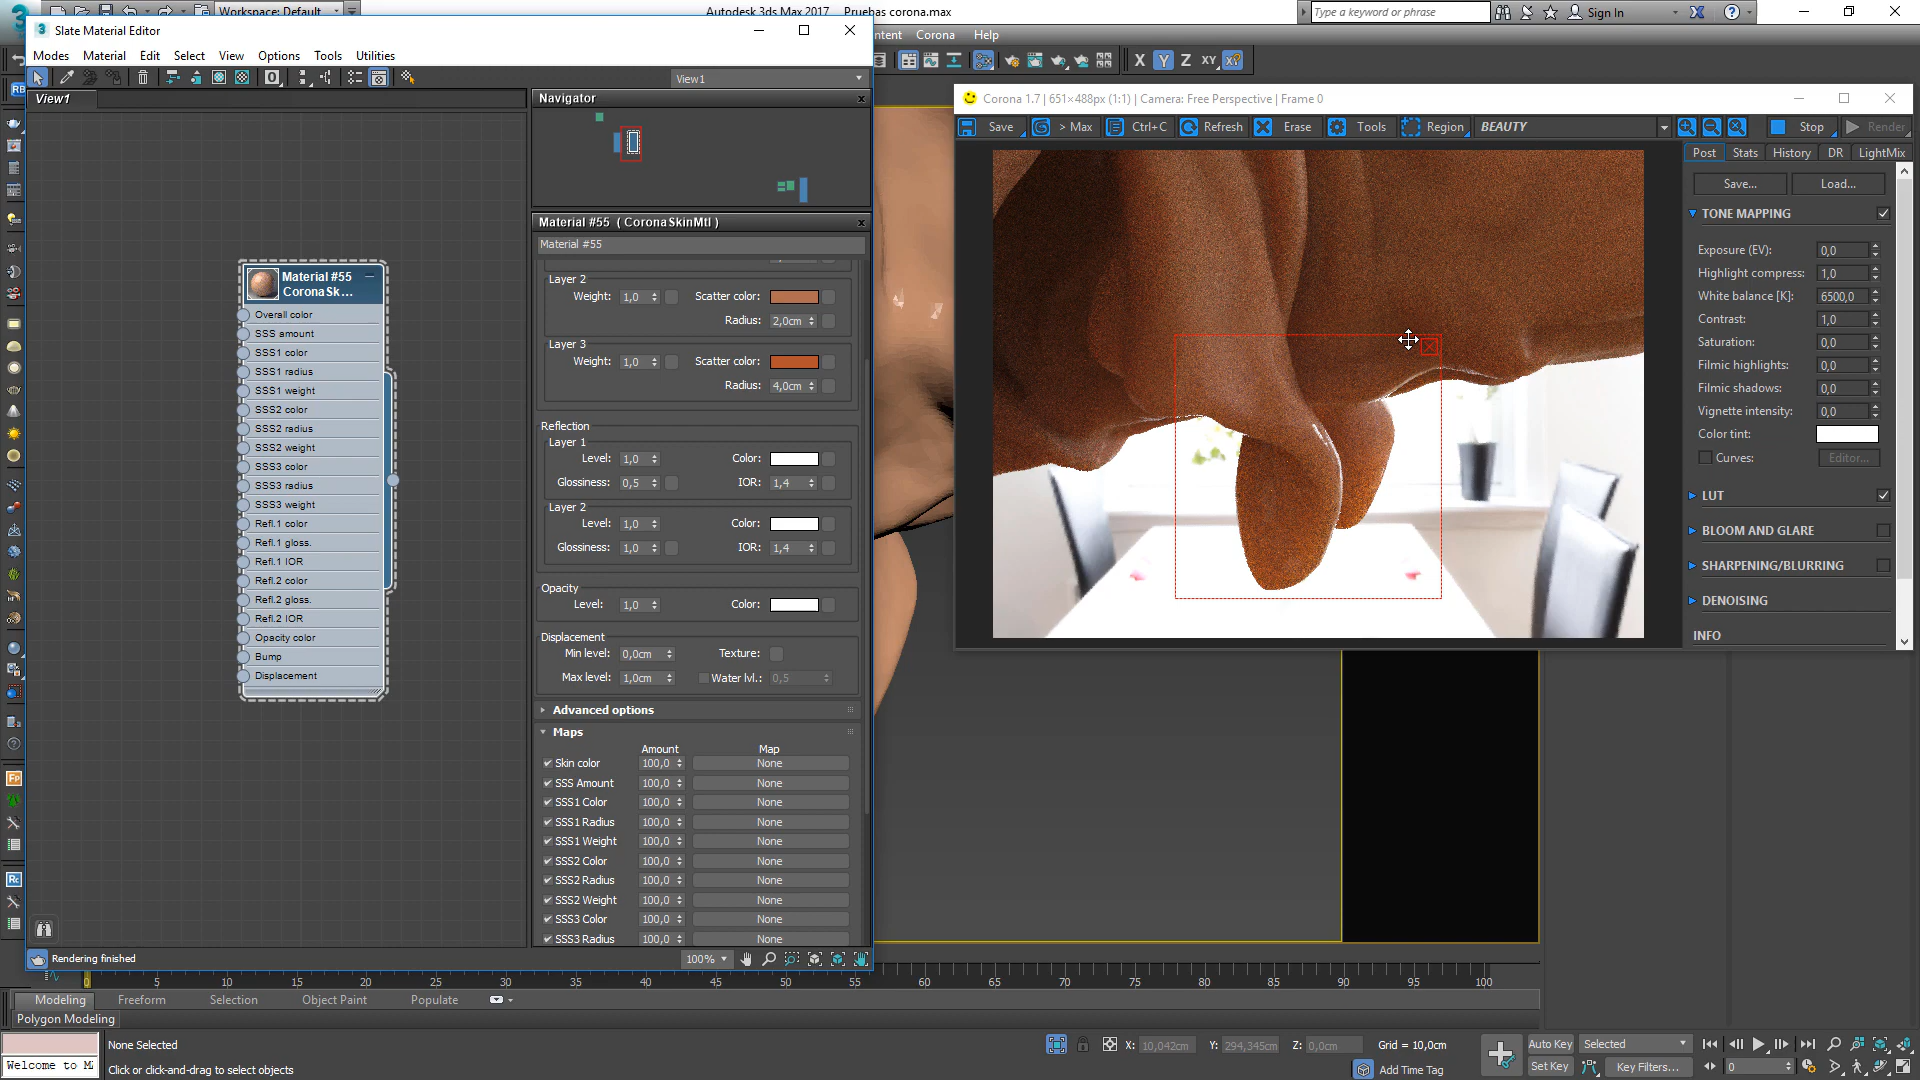 Workspace: Default
Autodesk 3ds Max 2017
Pruebas corona.max
Type a keyword or phrase
Sign In
Slate Material Editor
Modes
Material
Edit
Select
View
Options
Tools
Utilities
Corona
Help
View1
View1
Navigator
X
Y
Z
XY
Corona 1.7 | 651×488px (1:1) | Camera: Free Perspective | Frame 0
Save
> Max
Ctrl+C
Refresh
Erase
Tools
Region
BEAUTY
Stop
Render
Post
Stats
History
DR
LightMix
Save...
Load...
TONE MAPPING
Exposure (EV): 0,0
Highlight compress: 1,0
White balance [K]: 6500,0
Contrast: 1,0
Saturation: 0,0
Filmic highlights: 0,0
Filmic shadows: 0,0
Vignette intensity: 0,0
Color tint:
Curves: Editor...
LUT
BLOOM AND GLARE
SHARPENING/BLURRING
DENOISING
INFO
Material #55
CoronaSk...
Overall color
SSS amount
SSS1 color
SSS1 radius
SSS1 weight
SSS2 color
SSS2 radius
SSS2 weight
SSS3 color
SSS3 radius
SSS3 weight
Refl.1 color
Refl.1 gloss.
Refl.1 IOR
Refl.2 color
Refl.2 gloss.
Refl.2 IOR
Opacity color
Bump
Displacement
Material #55 ( CoronaSkinMtl )
Material #55
Layer 2
Weight: 1,0 Scatter color:
Radius: 2,0cm
Layer 3
Weight: 1,0 Scatter color:
Radius: 4,0cm
Reflection
Layer 1
Level: 1,0 Color:
Glossiness: 0,5 IOR: 1,4
Layer 2
Level: 1,0 Color:
Glossiness: 1,0 IOR: 1,4
Opacity
Level: 1,0 Color:
Displacement
Min level: 0,0cm Texture:
Max level: 1,0cm Water lvl.: 0,5
Advanced options
Maps
Amount Map
Skin color 100,0 None
SSS Amount 100,0 None
SSS1 Color 100,0 None
SSS1 Radius 100,0 None
SSS1 Weight 100,0 None
SSS2 Color 100,0 None
SSS2 Radius 100,0 None
SSS2 Weight 100,0 None
SSS3 Color 100,0 None
SSS3 Radius 100,0 None
Rendering finished
100%
0 5 10 15 20 25 30 35 40 45 50 55 60 65 70 75 80 85 90 95 100
Modeling
Freeform
Selection
Object Paint
Populate
Polygon Modeling
None Selected
Welcome to
Click or click-and-drag to select objects
X: 10,042cm
Y: 294,345cm
Z: 0,0cm
Grid = 10,0cm
Add Time Tag
Auto Key
Selected
Set Key
Key Filters...
0